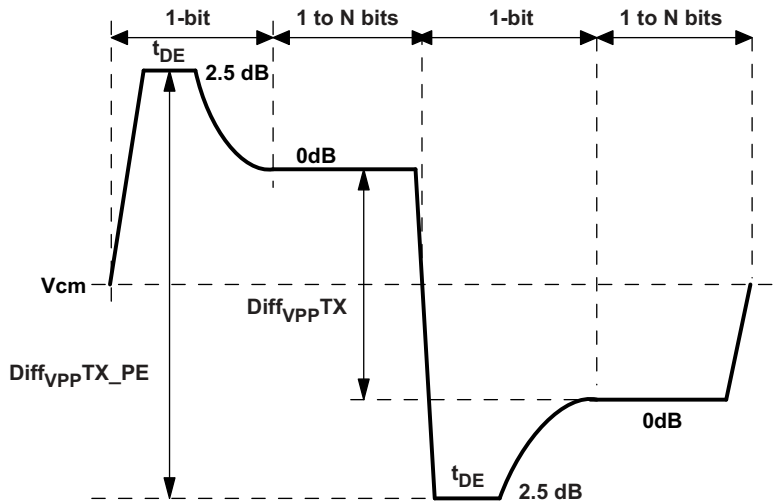 1-bit
1 to N bits
1-bit
1 to N bits
tDE
2.5 dB
0dB
Vcm
DiffVPPTX
DiffVPPTX_PE
0dB
tDE
2.5 dB